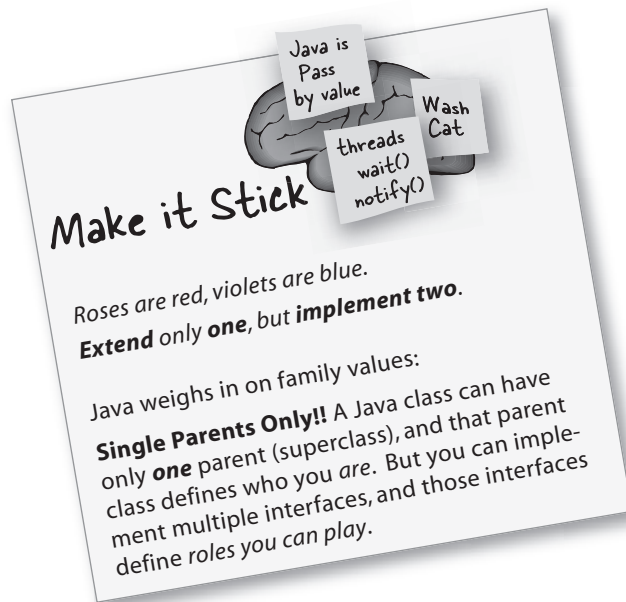 Java is
Pass
by value
Wash
Cat
threads
wait()
notify()
Make it Stick
Roses are red, violets are blue.
Extend only one, but implement two.
Java weighs in on family values:
Single Parents Only!! A Java class can have
only one parent (superclass), and that parent
class defines who you are. But you can imple-
ment multiple interfaces, and those interfaces
define roles you can play.